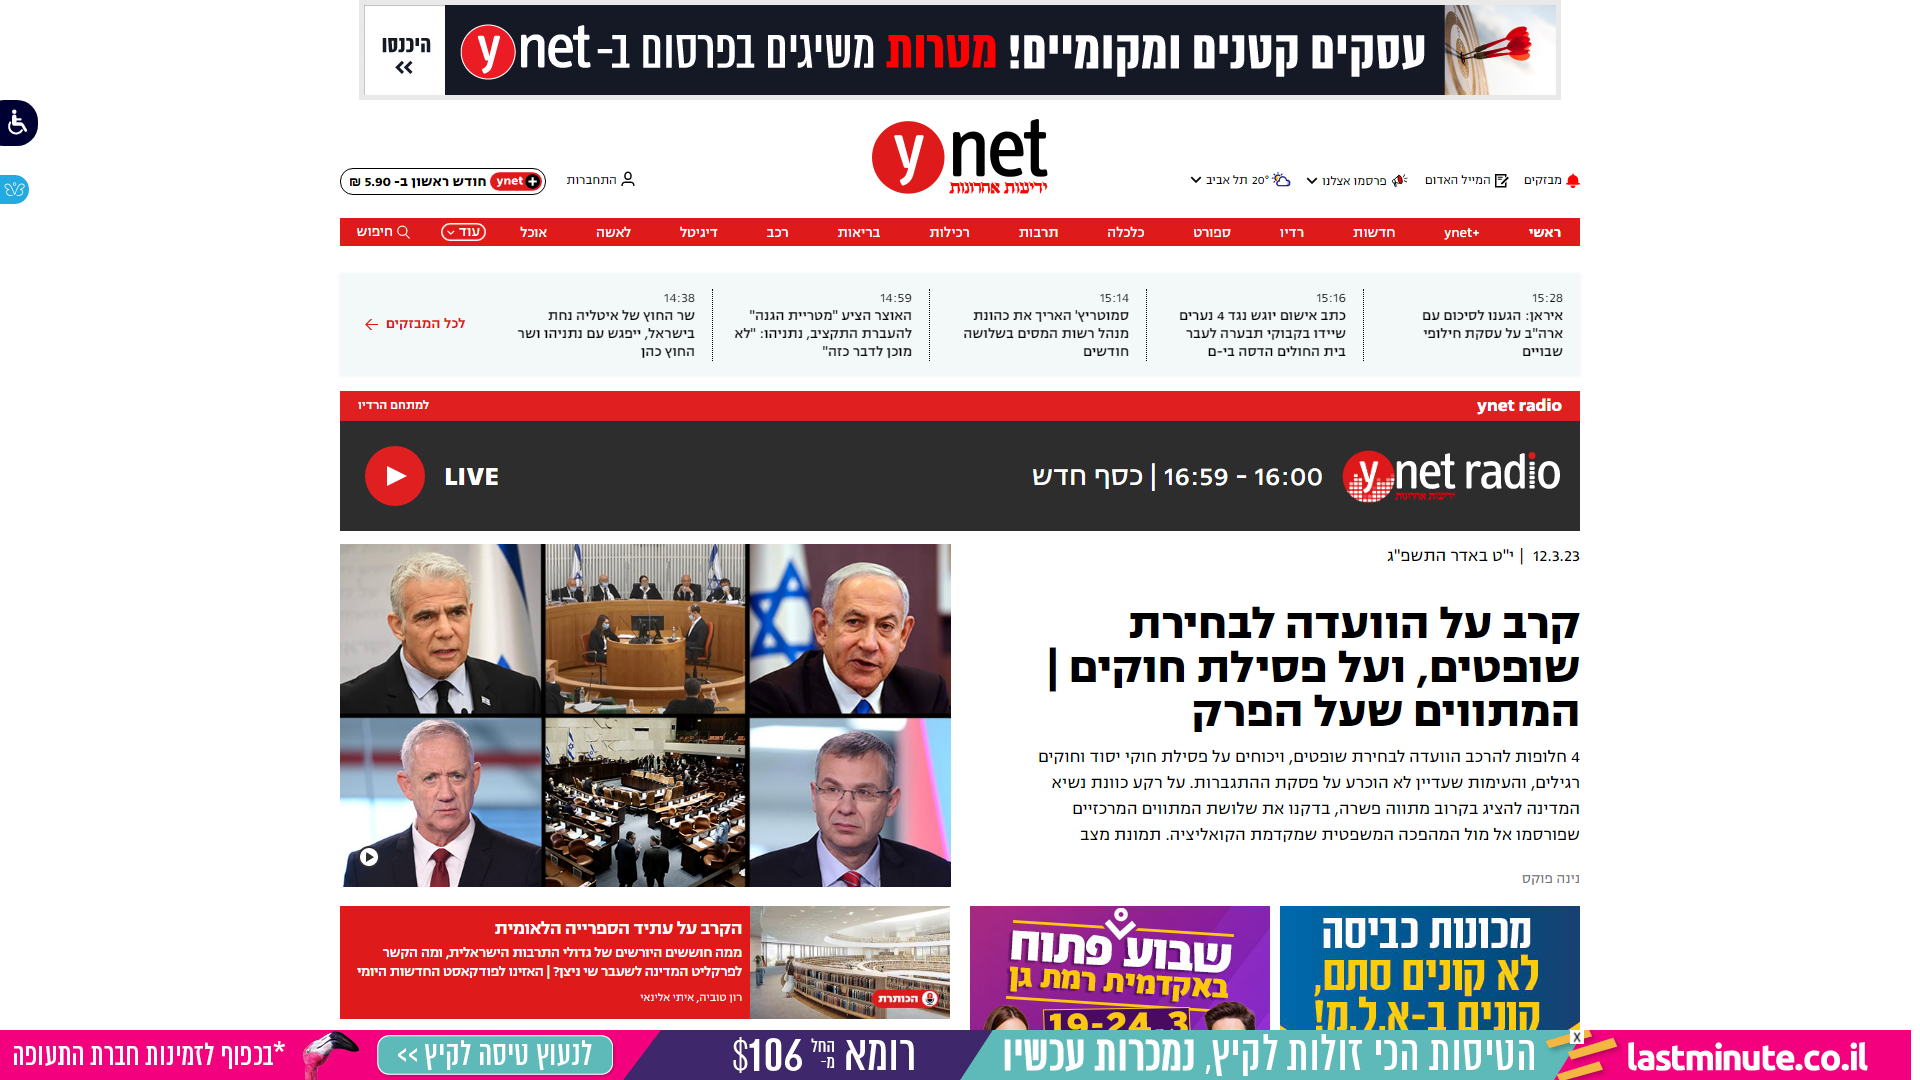 עסקים קטנים ומקומיים! מטרות משיגים בפרסום ב-ynet
היכנסו
>>
ynet
ידיעות אחרונות
מבזקים
המייל האדום
פרסמו אצלנו
20° תל אביב
התחברות
ynet+ חודש ראשון ב- 5.90 ₪
ראשי
ynet+
חדשות
רדיו
ספורט
כלכלה
תרבות
רכילות
בריאות
רכב
דיגיטל
לאשה
אוכל
עוד
חיפוש
15:28
איראן: הגענו לסיכום עם
ארה"ב על עסקת חילופי
שבויים
15:16
כתב אישום יוגש נגד 4 נערים
שיידו בקבוקי תבערה לעבר
בית החולים הדסה בי-ם
15:14
סמוטריץ' האריך את כהונת
מנהל רשות המסים בשלושה
חודשים
14:59
האוצר הציע "מטריית הגנה"
להעברת התקציב, נתניהו: "לא
מוכן לדבר כזה"
14:38
שר החוץ של איטליה נחת
בישראל, ייפגש עם נתניהו ושר
החוץ כהן
לכל המבזקים
ynet radio
למתחם הרדיו
ynet radio
ידיעות אחרונות
16:00 - 16:59 | כסף חדש
LIVE
12.3.23 | י"ט באדר התשפ"ג
קרב על הוועדה לבחירת
שופטים, ועל פסילת חוקים |
המתווים שעל הפרק
4 חלופות להרכב הוועדה לבחירת שופטים, ויכוחים על פסילת חוקי יסוד וחוקים
רגילים, והעימות שעדיין לא הוכרע על פסקת ההתגברות. על רקע כוונת נשיא
המדינה להציג בקרוב מתווה פשרה, בדקנו את שלושת המתווים המרכזיים
שפורסמו אל מול המהפכה המשפטית שמקדמת הקואליציה. תמונת מצב
נינה פוקס
מכונות כביסה
לא קונים סתם,
קונים ב-א.ל.מ!
שבוע פתוח
באקדמית רמת גן
19-24.3
הקרב על עתיד הספרייה הלאומית
ממה חוששים היורשים של גדולי התרבות הישראלית, ומה הקשר
לפרקליט המדינה לשעבר שי ניצן? | האזינו לפודקאסט החדשות היומי
רון טוביה, איתי אלינאי
הכותרת
X
lastminute.co.il
הטיסות הכי זולות לקיץ, נמכרות עכשיו
רומא
החל
מ-
$106
לנעוץ טיסה לקיץ >>
*בכפוף לזמינות חברת התעופה